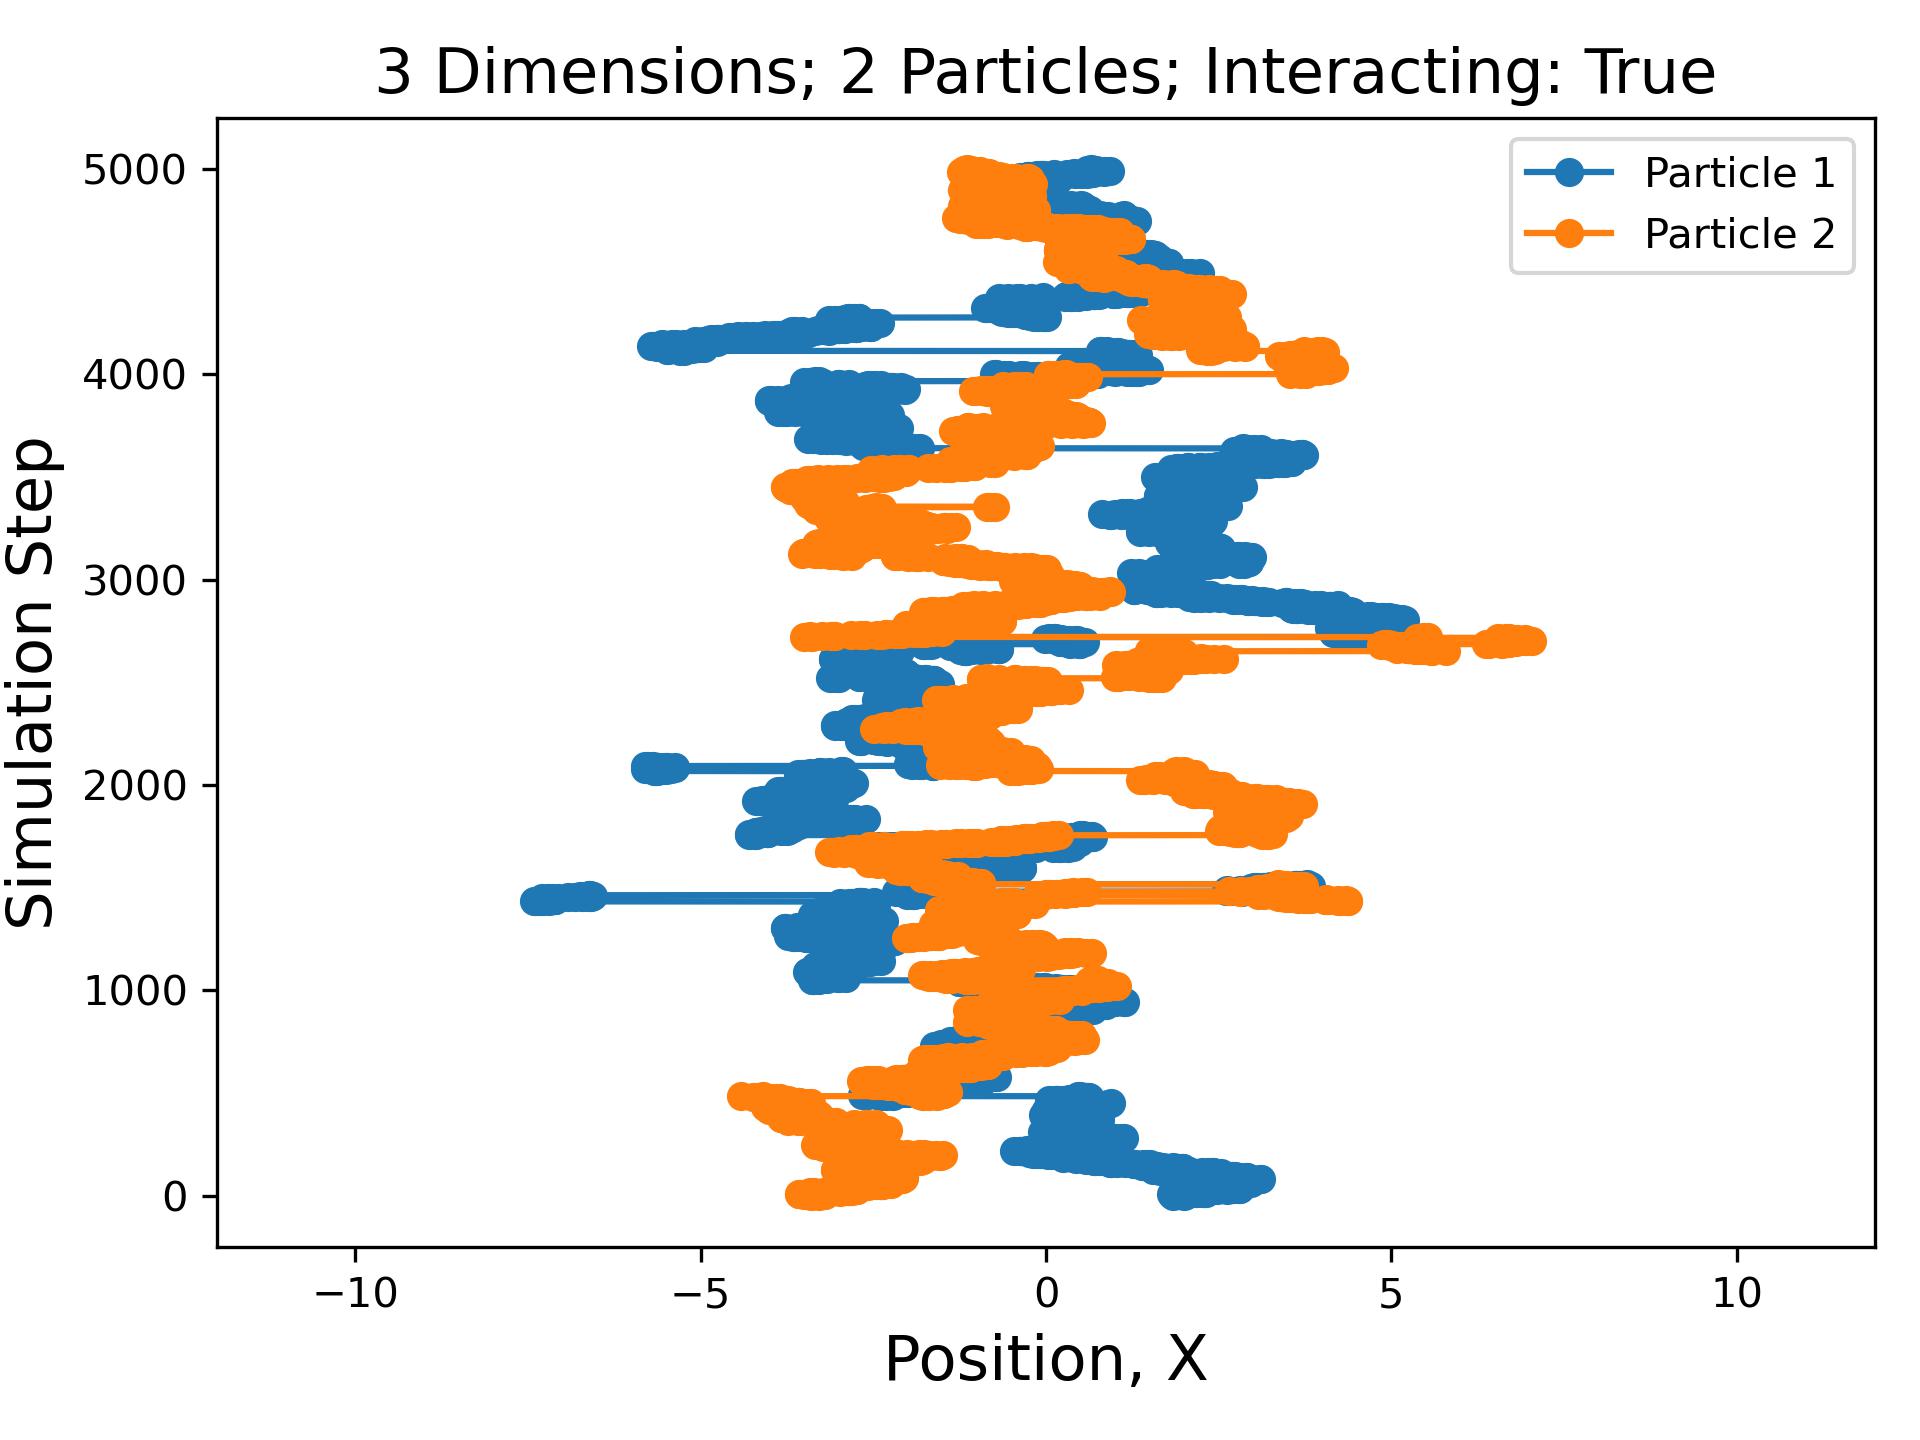 3 Dimensions; 2 Particles; Interacting: True
Particle 1
Particle 2
5000
4000
3000
2000
1000
0
Simulation Step
−10
−5
0
5
10
Position, X